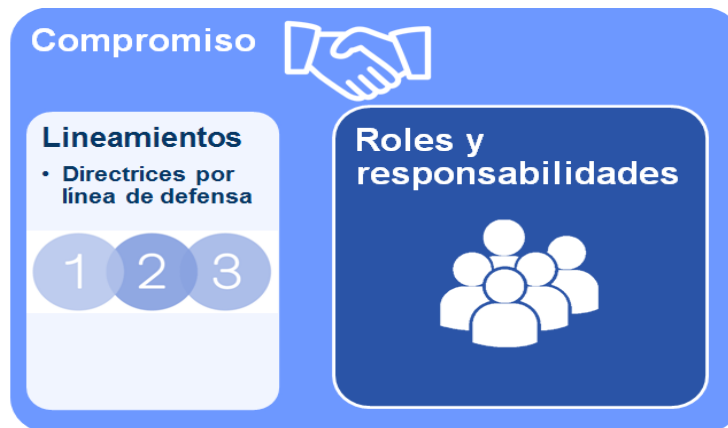 Compromiso
Lineamientos
• Directrices por
línea de defensa
1 2 3
Roles y
responsabilidades